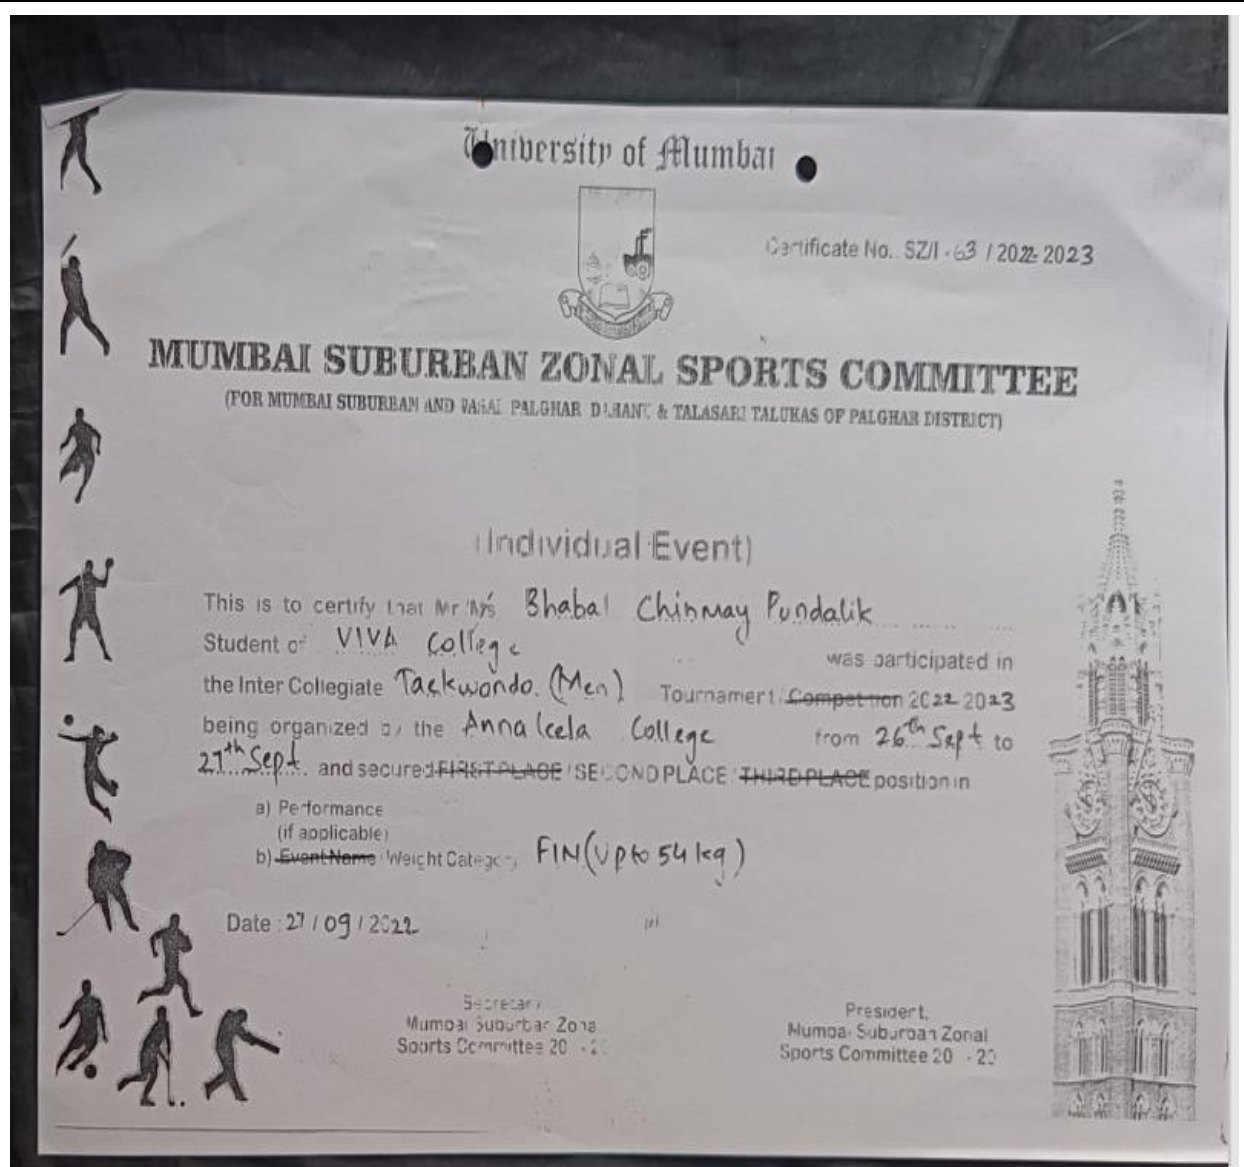 University of Mumbai
Certificate No. SZ/I - 63 / 2022-2023
MUMBAI SUBURBAN ZONAL SPORTS COMMITTEE
(FOR MUMBAI SUBURBAN AND VASAI PALGHAR DAHANU & TALASARI TALUKAS OF PALGHAR DISTRICT)
(Individual Event)
This is to certify that Mr/Ms Bhabal Chinmay Pundalik
Student of VIVA College was participated in
the Inter Collegiate Taekwondo (Men) Tournament/Competition 2022-2023
being organized by the Annaleela College from 26th Sept to
27th Sept. and secured FIRST PLACE / SECOND PLACE / THIRD PLACE position in
a) Performance
(if applicable)
b) Event Name / Weight Category FIN (Up to 54 kg)
Date : 27 / 09 / 2022
Secretary
Mumbai Suburban Zonal
Sports Committee 20 - 20
President,
Mumbai Suburban Zonal
Sports Committee 20 - 20